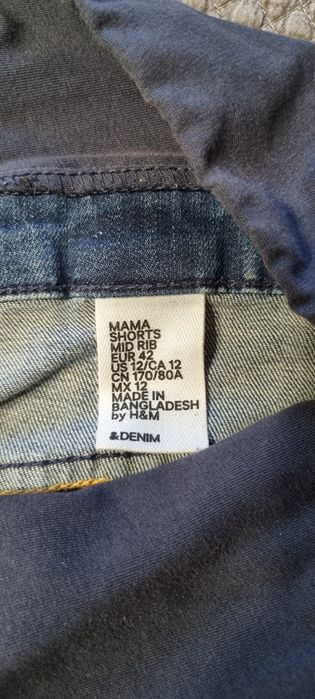 MAMA
SHORTS
MID RIB
EUR 42
US 12/CA 12
CN 170/80A
MX 12
MADE IN
BANGLADESH
by H&M
&DENIM